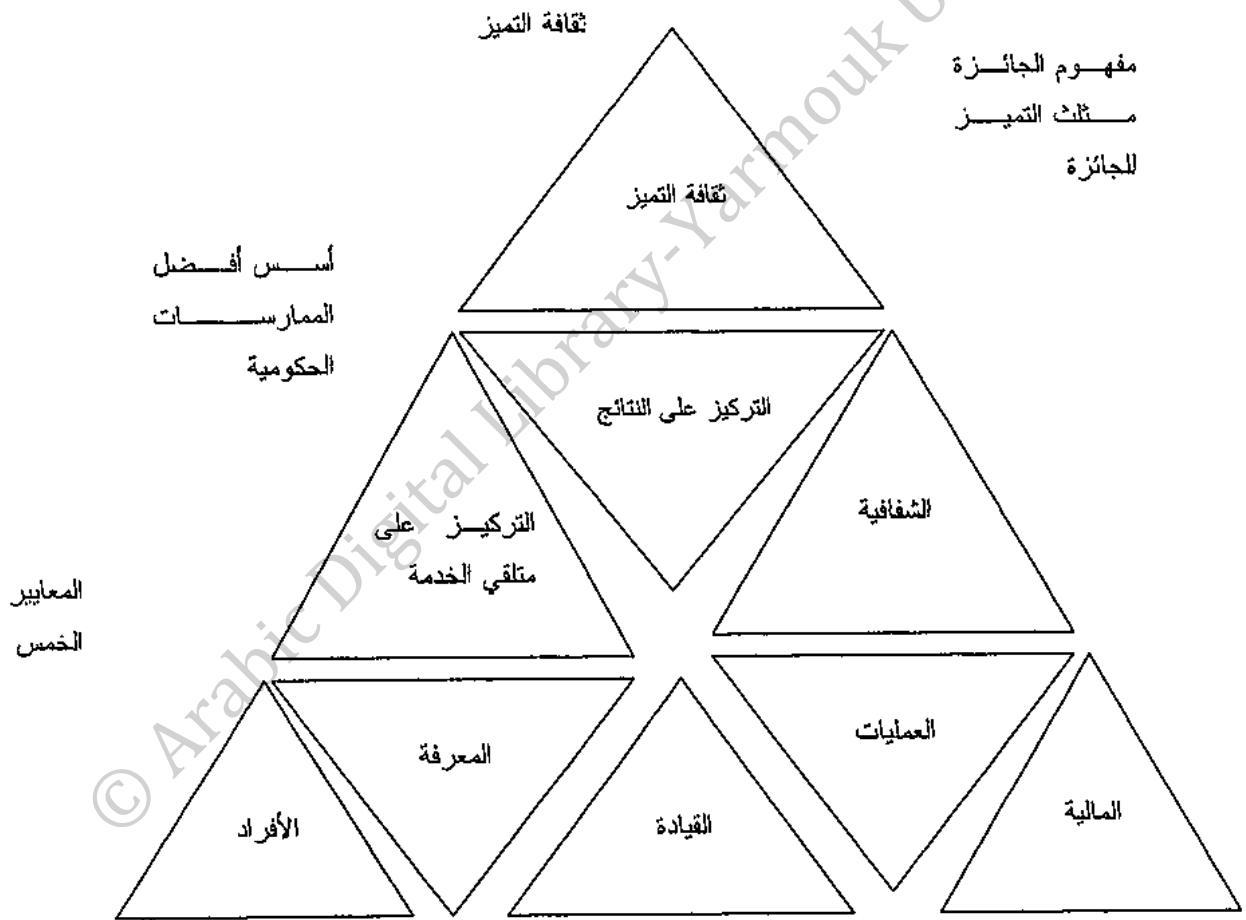 ثقافة التميز
مفهوم الجائزة
مثلث التميز
للجائزة
ثقافة التميز
أسس أفضل
الممارسات
الحكومية
التركيز على النتائج
الشفافية
التركيز على
متلقي الخدمة
المعايير
الخمس
العمليات
المعرفة
المالية
القيادة
الأفراد
© Arabic Digital Library-Yarmouk U